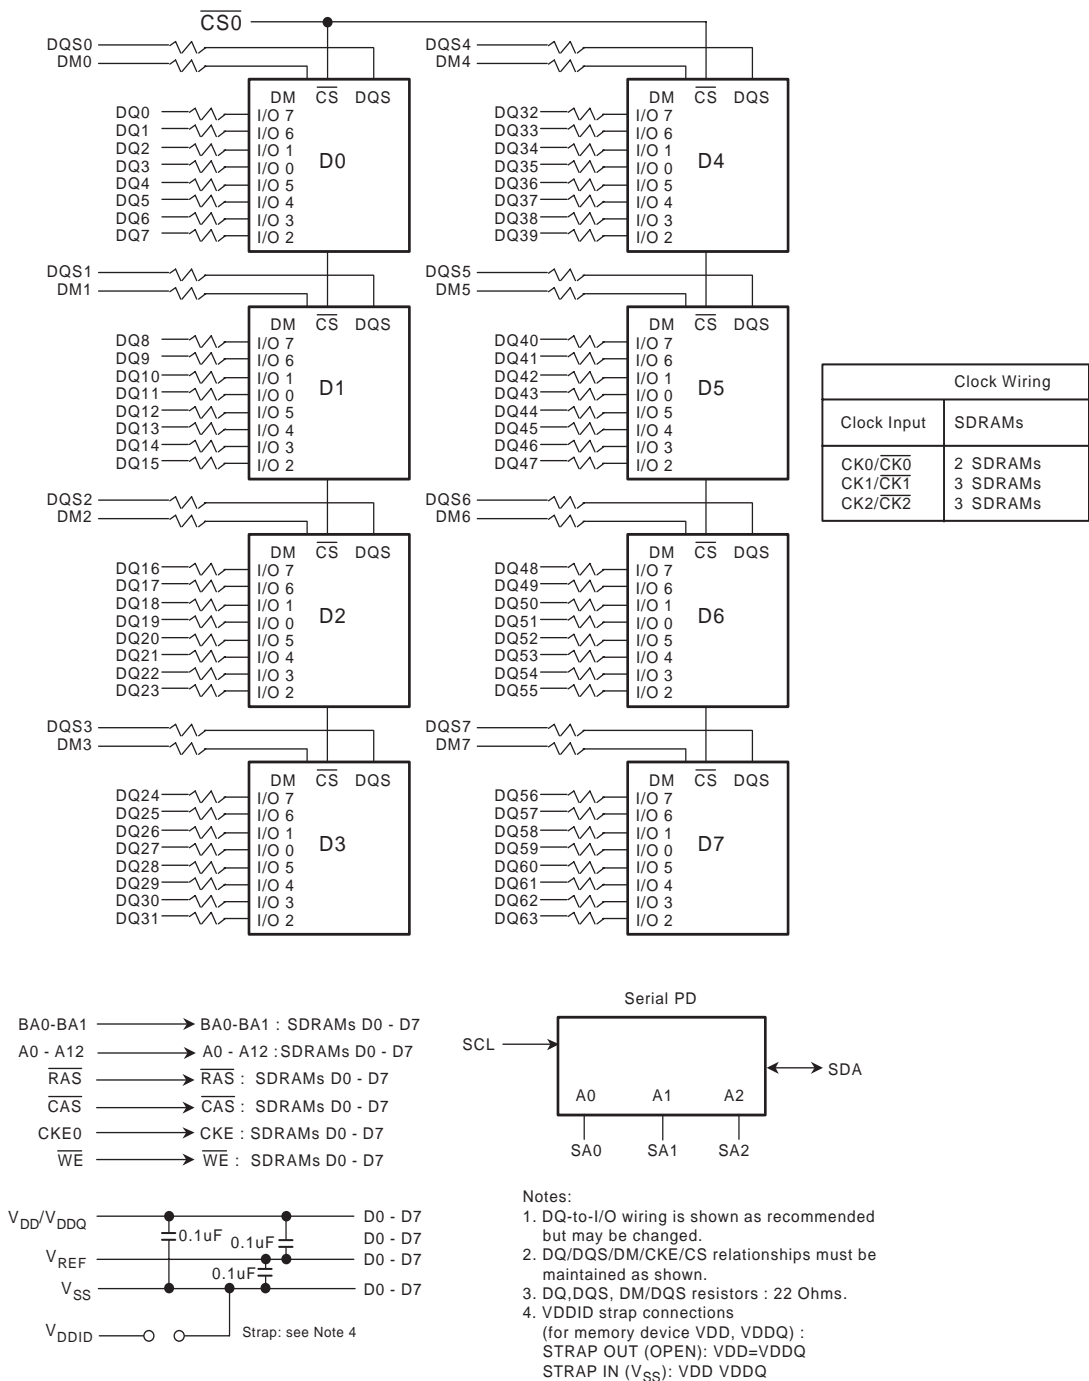 CS0
DQS0
DM0
DM CS DQS
DQ0 I/O 7
DQ1 I/O 6
DQ2 I/O 1
DQ3 I/O 0
DQ4 I/O 5
DQ5 I/O 4
DQ6 I/O 3
DQ7 I/O 2
D0
DQS1
DM1
DM CS DQS
DQ8 I/O 7
DQ9 I/O 6
DQ10 I/O 1
DQ11 I/O 0
DQ12 I/O 5
DQ13 I/O 4
DQ14 I/O 3
DQ15 I/O 2
D1
DQS2
DM2
DM CS DQS
DQ16 I/O 7
DQ17 I/O 6
DQ18 I/O 1
DQ19 I/O 0
DQ20 I/O 5
DQ21 I/O 4
DQ22 I/O 3
DQ23 I/O 2
D2
DQS3
DM3
DM CS DQS
DQ24 I/O 7
DQ25 I/O 6
DQ26 I/O 1
DQ27 I/O 0
DQ28 I/O 5
DQ29 I/O 4
DQ30 I/O 3
DQ31 I/O 2
D3
DQS4
DM4
DM CS DQS
DQ32 I/O 7
DQ33 I/O 6
DQ34 I/O 1
DQ35 I/O 0
DQ36 I/O 5
DQ37 I/O 4
DQ38 I/O 3
DQ39 I/O 2
D4
DQS5
DM5
DM CS DQS
DQ40 I/O 7
DQ41 I/O 6
DQ42 I/O 1
DQ43 I/O 0
DQ44 I/O 5
DQ45 I/O 4
DQ46 I/O 3
DQ47 I/O 2
D5
DQS6
DM6
DM CS DQS
DQ48 I/O 7
DQ49 I/O 6
DQ50 I/O 1
DQ51 I/O 0
DQ52 I/O 5
DQ53 I/O 4
DQ54 I/O 3
DQ55 I/O 2
D6
DQS7
DM7
DM CS DQS
DQ56 I/O 7
DQ57 I/O 6
DQ58 I/O 1
DQ59 I/O 0
DQ60 I/O 5
DQ61 I/O 4
DQ62 I/O 3
DQ63 I/O 2
D7
Clock Wiring
Clock Input SDRAMs
CK0/CK0 2 SDRAMs
CK1/CK1 3 SDRAMs
CK2/CK2 3 SDRAMs
BA0-BA1 BA0-BA1 : SDRAMs D0 - D7
A0 - A12 A0 - A12 : SDRAMs D0 - D7
RAS RAS : SDRAMs D0 - D7
CAS CAS : SDRAMs D0 - D7
CKE0 CKE : SDRAMs D0 - D7
WE WE : SDRAMs D0 - D7
Serial PD
SCL
SDA
A0 A1 A2
SA0 SA1 SA2
VDD/VDDQ D0 - D7
0.1uF 0.1uF D0 - D7
VREF D0 - D7
0.1uF
VSS D0 - D7
VDDID Strap: see Note 4
Notes:
1. DQ-to-I/O wiring is shown as recommended
but may be changed.
2. DQ/DQS/DM/CKE/CS relationships must be
maintained as shown.
3. DQ,DQS, DM/DQS resistors : 22 Ohms.
4. VDDID strap connections
(for memory device VDD, VDDQ) :
STRAP OUT (OPEN): VDD=VDDQ
STRAP IN (VSS): VDD VDDQ